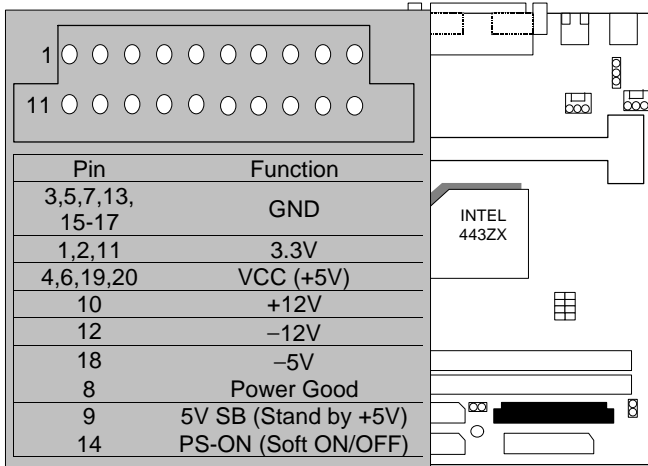 1
11
Pin Function
3,5,7,13,
15-17 GND
1,2,11 3.3V
4,6,19,20 VCC (+5V)
10 +12V
12 −12V
18 −5V
8 Power Good
9 5V SB (Stand by +5V)
14 PS-ON (Soft ON/OFF)
INTEL
443ZX